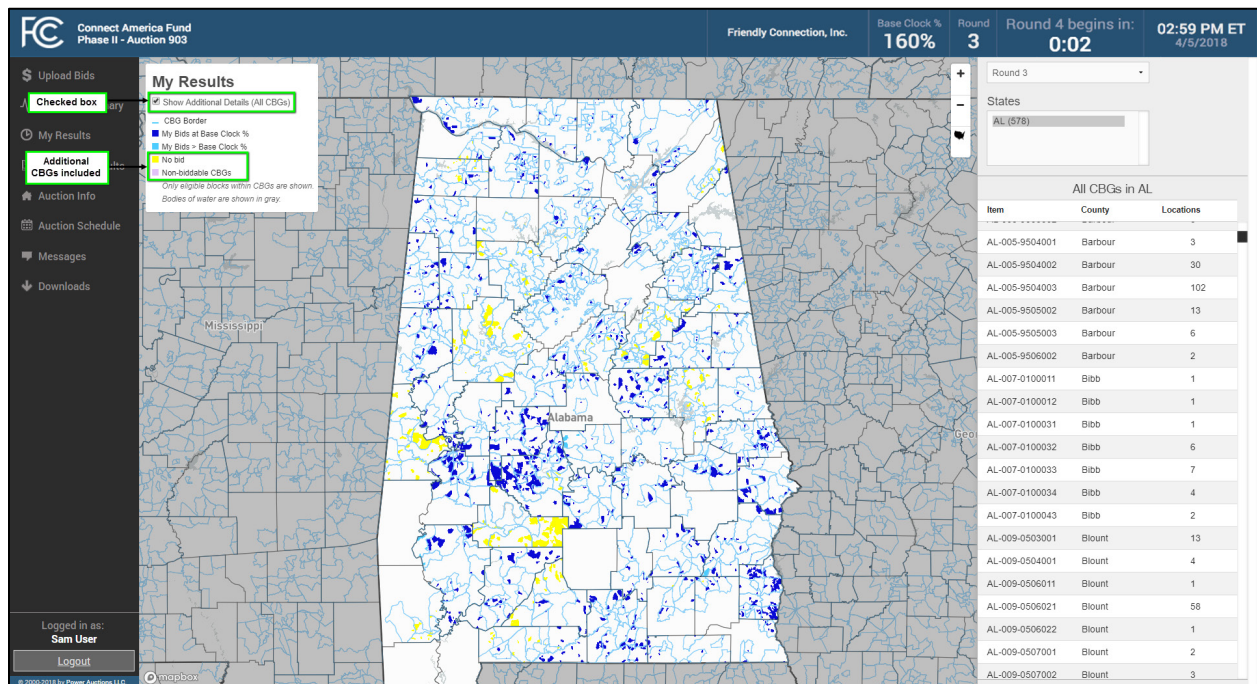 FCC
Connect America Fund
Phase II - Auction 903
Friendly Connection, Inc.
Base Clock %
160%
Round
3
Round 4 begins in:
0:02
02:59 PM ET
4/5/2018
Upload Bids
Checked box
ary
My Results
Additional
CBGs included
Auction Info
Auction Schedule
Messages
Downloads
Logged in as:
Sam User
Logout
© 2000-2018 by Power Auctions LLC
My Results
Show Additional Details (All CBGs)
CBG Border
My Bids at Base Clock %
My Bids > Base Clock %
No bid
Non-biddable CBGs
Only eligible blocks within CBGs are shown.
Bodies of water are shown in gray.
+
−
Mississippi
Alabama
Geor
mapbox
Round 3
States
AL (578)
All CBGs in AL
Item County Locations
AL-005-9504001 Barbour 3
AL-005-9504002 Barbour 30
AL-005-9504003 Barbour 102
AL-005-9505002 Barbour 13
AL-005-9505003 Barbour 6
AL-005-9506002 Barbour 2
AL-007-0100011 Bibb 1
AL-007-0100012 Bibb 1
AL-007-0100031 Bibb 1
AL-007-0100032 Bibb 6
AL-007-0100033 Bibb 7
AL-007-0100034 Bibb 4
AL-007-0100043 Bibb 2
AL-009-0503001 Blount 13
AL-009-0504001 Blount 4
AL-009-0506011 Blount 1
AL-009-0506021 Blount 58
AL-009-0506022 Blount 1
AL-009-0507001 Blount 2
AL-009-0507002 Blount 3